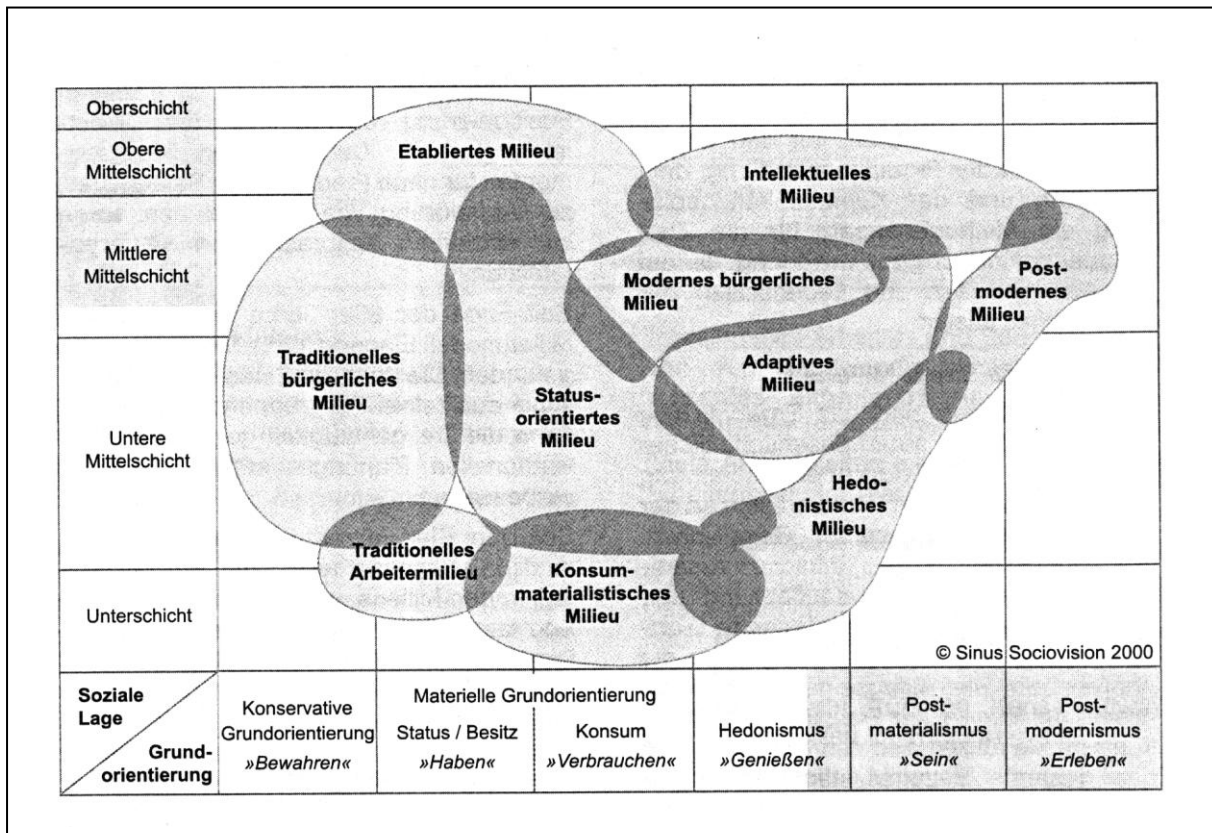 Oberschicht
Obere
Mittelschicht
Mittlere
Mittelschicht
Untere
Mittelschicht
Unterschicht
Etabliertes Milieu
Intellektuelles
Milieu
Modernes bürgerliches
Milieu
Post-
modernes
Milieu
Traditionelles
bürgerliches
Milieu
Status-
orientiertes
Milieu
Adaptives
Milieu
Hedo-
nistisches
Milieu
Traditionelles
Arbeitermilieu
Konsum-
materialistisches
Milieu
© Sinus Sociovision 2000
Soziale
Lage
Grund-
orientierung
Konservative
Grundorientierung
»Bewahren«
Materielle Grundorientierung
Status / Besitz
»Haben«
Konsum
»Verbrauchen«
Hedonismus
»Genießen«
Post-
materialismus
»Sein«
Post-
modernismus
»Erleben«